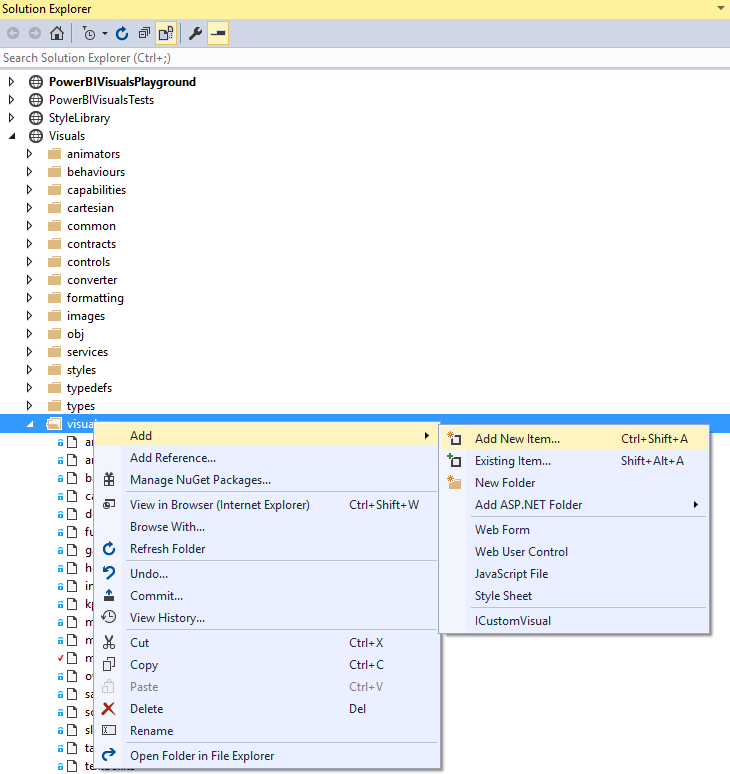 Solution Explorer
Search Solution Explorer (Ctrl+;)
PowerBIVisualsPlayground
PowerBIVisualsTests
StyleLibrary
Visuals
animators
behaviours
capabilities
cartesian
common
contracts
controls
converter
formatting
images
obj
services
styles
typedefs
types
Add
Add Reference...
Manage NuGet Packages...
View in Browser (Internet Explorer) Ctrl+Shift+W
Browse With...
Refresh Folder
Undo...
Commit...
View History...
Cut Ctrl+X
Copy Ctrl+C
Paste Ctrl+V
Delete Del
Rename
Open Folder in File Explorer
Add New Item... Ctrl+Shift+A
Existing Item... Shift+Alt+A
New Folder
Add ASP.NET Folder
Web Form
Web User Control
JavaScript File
Style Sheet
ICustomVisual